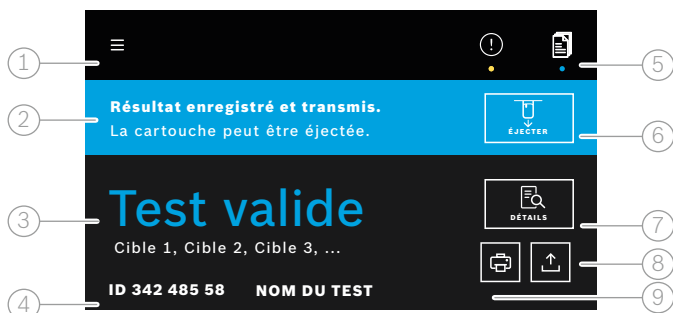 1
5
Résultat enregistré et transmis.
2
La cartouche peut être éjectée.
ÉJECTER
6
Test valide
3
DÉTAILS
7
Cible 1, Cible 2, Cible 3, ...
8
ID 342 485 58 NOM DU TEST
4
9